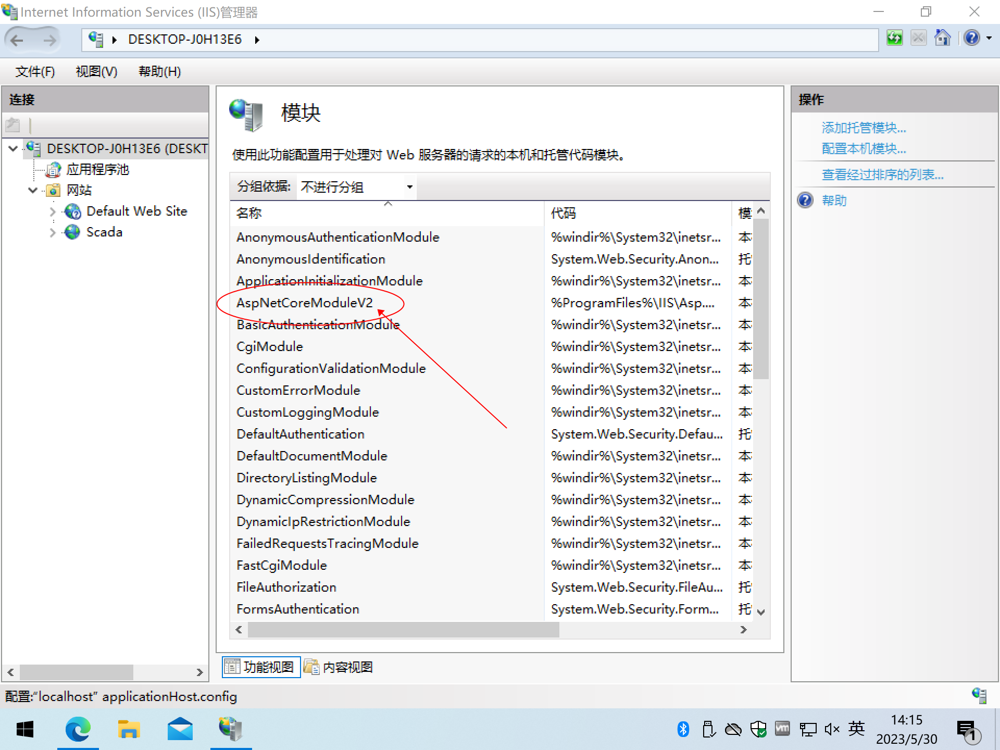 Internet Information Services (IIS)管理器
DESKTOP-J0H13E6
文件(F) 视图(V) 帮助(H)
连接
DESKTOP-J0H13E6 (DESKT
应用程序池
网站
Default Web Site
Scada
模块
使用此功能配置用于处理对 Web 服务器的请求的本机和托管代码模块。
分组依据: 不进行分组
名称 代码 模
AnonymousAuthenticationModule %windir%\System32\inetsr... 本
AnonymousIdentification System.Web.Security.Anon... 托
ApplicationInitializationModule %windir%\System32\inetsr... 本
AspNetCoreModuleV2 %ProgramFiles%\IIS\Asp.... 本
BasicAuthenticationModule %windir%\System32\inetsr... 本
CgiModule %windir%\System32\inetsr... 本
ConfigurationValidationModule %windir%\System32\inetsr... 本
CustomErrorModule %windir%\System32\inetsr... 本
CustomLoggingModule %windir%\System32\inetsr... 本
DefaultAuthentication System.Web.Security.Defau... 托
DefaultDocumentModule %windir%\System32\inetsr... 本
DirectoryListingModule %windir%\System32\inetsr... 本
DynamicCompressionModule %windir%\System32\inetsr... 本
DynamicIpRestrictionModule %windir%\System32\inetsr... 本
FailedRequestsTracingModule %windir%\System32\inetsr... 本
FastCgiModule %windir%\System32\inetsr... 本
FileAuthorization System.Web.Security.FileAu... 托
FormsAuthentication System.Web.Security.Form... 托
功能视图 内容视图
操作
添加托管模块...
配置本机模块...
查看经过排序的列表...
帮助
配置:"localhost" applicationHost.config
vm
英
14:15
2023/5/30
1